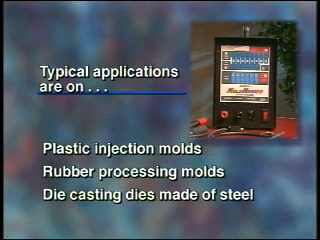 Typical applications
are on . . .
Plastic injection molds
Rubber processing molds
Die casting dies made of steel